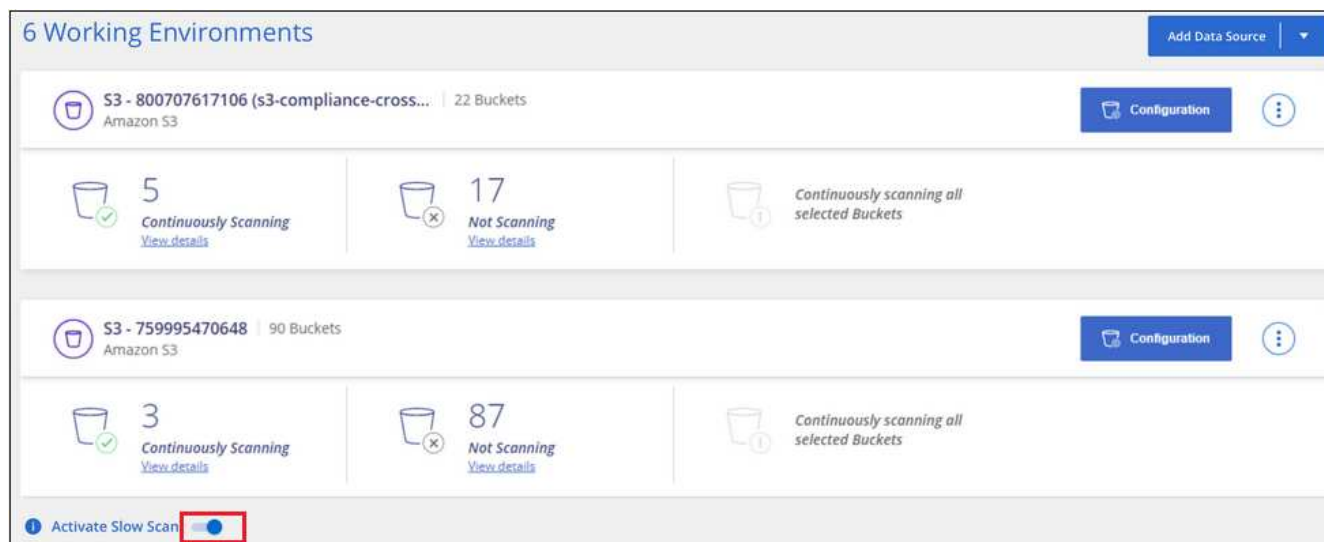 6 Working Environments
Add Data Source
S3 - 800707617106 (s3-compliance-cross... 22 Buckets
Amazon S3
Configuration
5
Continuously Scanning
View details
17
Not Scanning
View details
Continuously scanning all
selected Buckets
S3 - 759995470648 90 Buckets
Amazon S3
Configuration
3
Continuously Scanning
View details
87
Not Scanning
View details
Continuously scanning all
selected Buckets
Activate Slow Scan